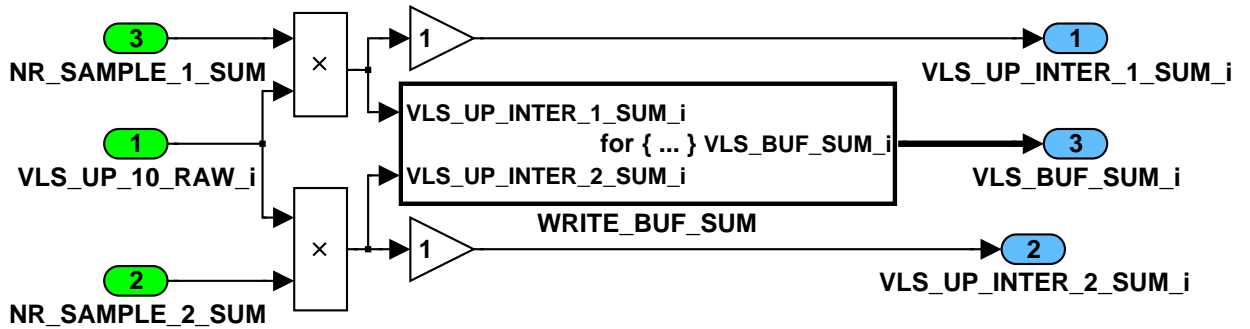 3
NR_SAMPLE_1_SUM
×
1
1
VLS_UP_INTER_1_SUM_i
1
VLS_UP_10_RAW_i
VLS_UP_INTER_1_SUM_i
for { ... } VLS_BUF_SUM_i
VLS_UP_INTER_2_SUM_i
WRITE_BUF_SUM
3
VLS_BUF_SUM_i
×
1
2
VLS_UP_INTER_2_SUM_i
2
NR_SAMPLE_2_SUM